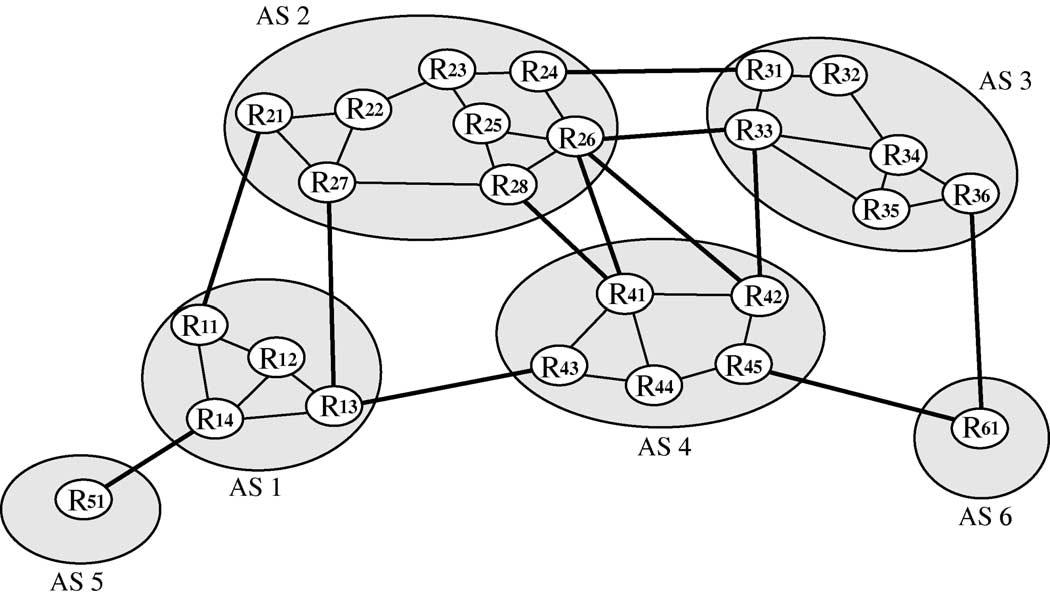 AS 2
R23
R24
R31
R32
AS 3
R21
R22
R25
R26
R33
R34
R27
R28
R35
R36
R41
R42
R11
R12
R43
R44
R45
R14
R13
R61
AS 4
AS 1
R51
AS 6
AS 5